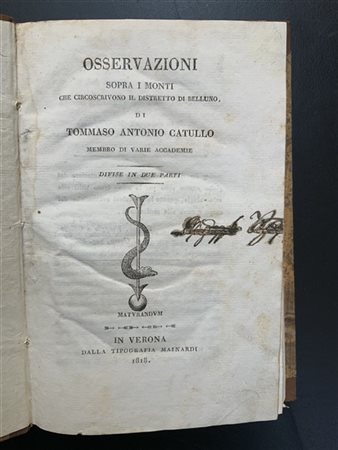 OSSERVAZIONI
SOPRA I MONTI
CHE CIRCOSCRIVONO IL DISTRETTO DI BELLUNO,
DI
TOMMASO ANTONIO CATULLO
MEMBRO DI VARIE ACCADEMIE
DIVISE IN DUE PARTI
MATVRANDVM
IN VERONA
DALLA TIPOGRAFIA MAINARDI
1818.